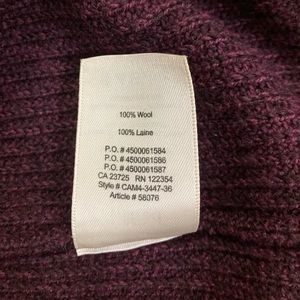 100% Wool
100% Laine
P.O. # 4500061584
P.O. # 4500061586
P.O. # 4500061587
CA 23725 RN 122354
Style # CAM4-3447-36
Article # 58076